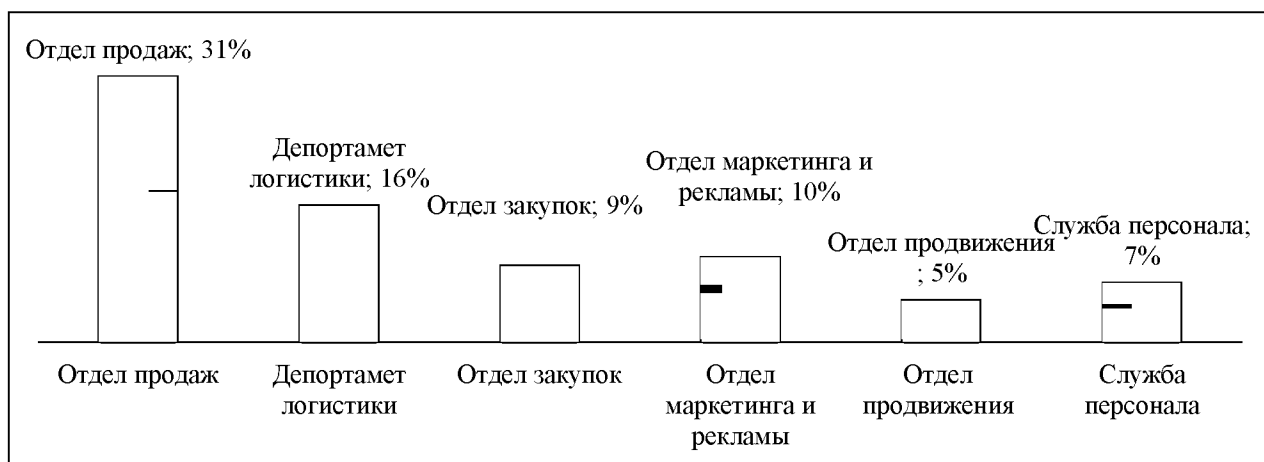 Отдел продаж; 31%
Депортамет
логистики; 16%
Отдел закупок; 9%
Отдел маркетинга и
рекламы; 10%
Отдел продвижения
; 5%
Служба персонала;
7%
Отдел продаж
Депортамет
логистики
Отдел закупок
Отдел
маркетинга и
рекламы
Отдел
продвижения
Служба
персонала